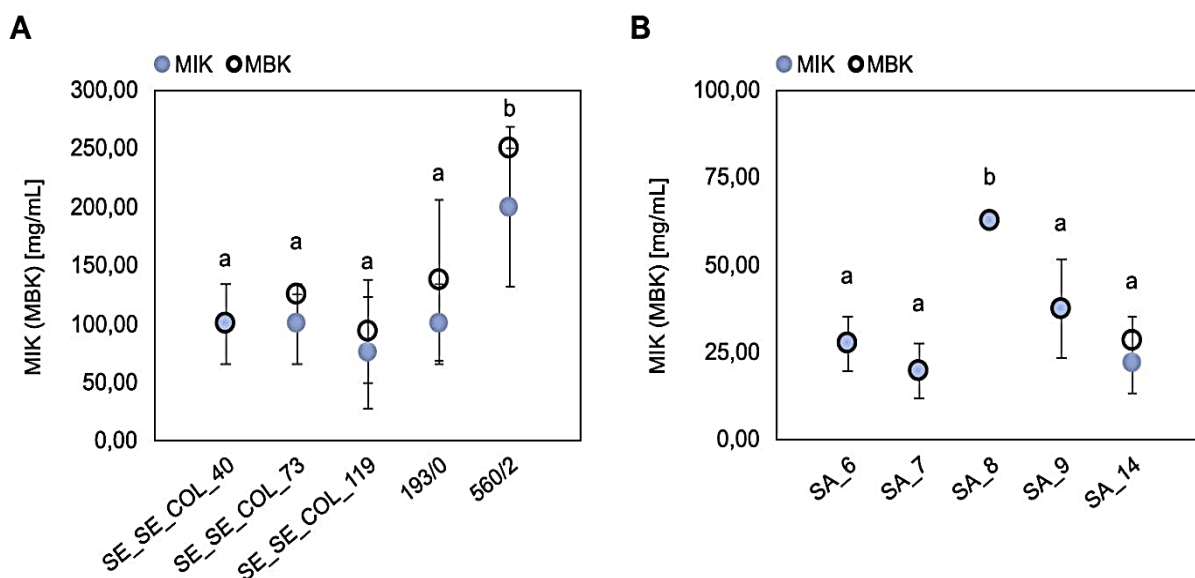 A
MIK MBK
MIK (MBK) [mg/mL]
300,00
250,00
200,00
150,00
100,00
50,00
0,00
a
a
a
a
b
SE_SE_COL_40
SE_SE_COL_73
SE_SE_COL_119
193/0
560/2
B
MIK MBK
MIK (MBK) [mg/mL]
100,00
75,00
50,00
25,00
0,00
a
a
b
a
a
SA_6
SA_7
SA_8
SA_9
SA_14